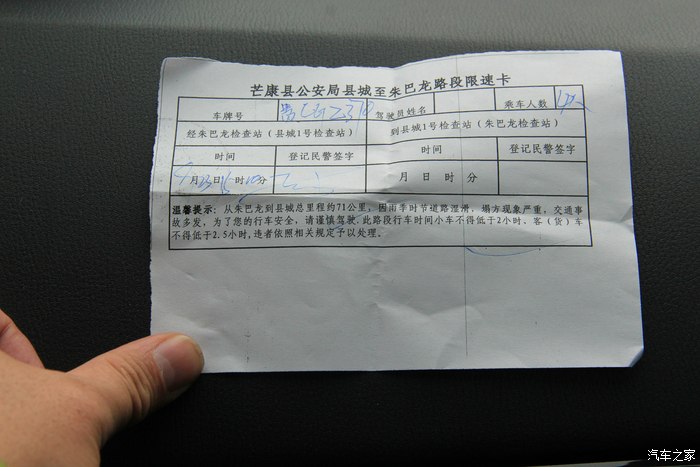 芒康县公安局县城至朱巴龙路段限速卡
车牌号 驾驶员姓名 乘车人数
经朱巴龙检查站（县城1号检查站） 到县城1号检查站（朱巴龙检查站）
时间 登记民警签字 时间 登记民警签字
月 日 时 分 月 日 时 分
温馨提示：从朱巴龙到县城总里程约71公里，因雨季时节道路湿滑、塌方现象严重，交通事
故多发，为了您的行车安全，请谨慎驾驶.此路段行车时间小车不得低于2小时、客（货）车
不得低于2.5小时,违者依照相关规定予以处理。
汽车之家